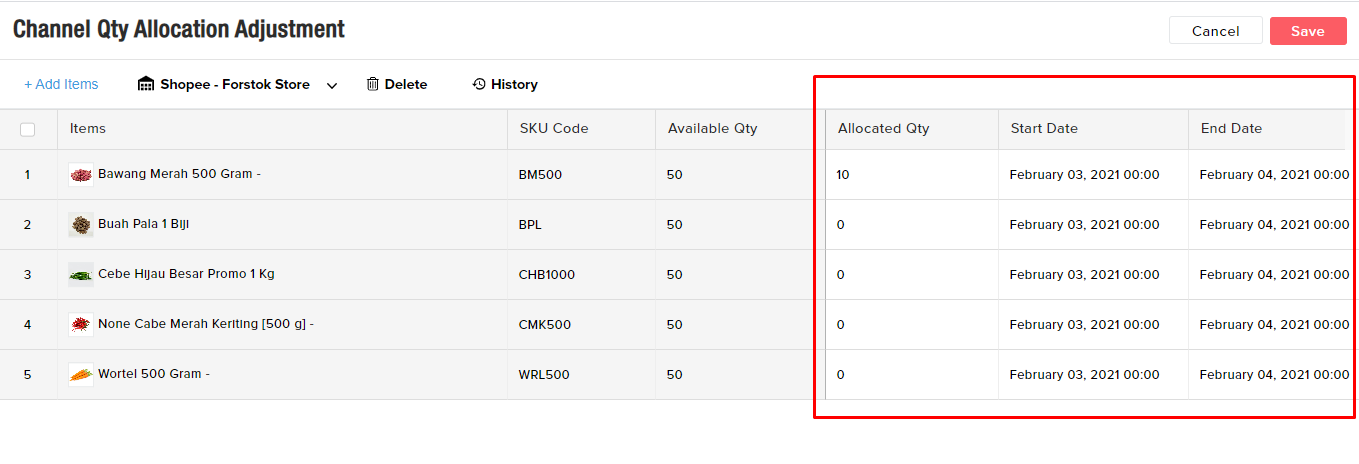 Channel Qty Allocation Adjustment Cancel Save
+ Add Items Shopee - Forstok Store Delete History
Items SKU Code Available Qty Allocated Qty Start Date End Date
1 Bawang Merah 500 Gram - BM500 50 10 February 03, 2021 00:00 February 04, 2021 00:00
2 Buah Pala 1 Biji BPL 50 0 February 03, 2021 00:00 February 04, 2021 00:00
3 Cebe Hijau Besar Promo 1 Kg CHB1000 50 0 February 03, 2021 00:00 February 04, 2021 00:00
4 None Cabe Merah Keriting [500 g] - CMK500 50 0 February 03, 2021 00:00 February 04, 2021 00:00
5 Wortel 500 Gram - WRL500 50 0 February 03, 2021 00:00 February 04, 2021 00:00